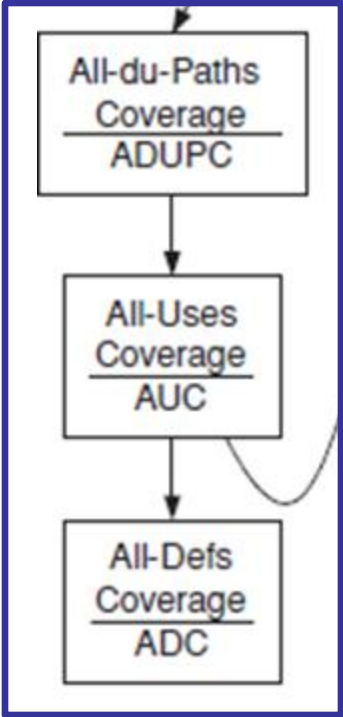 All-du-Paths
Coverage
ADUPC
All-Uses
Coverage
AUC
All-Defs
Coverage
ADC